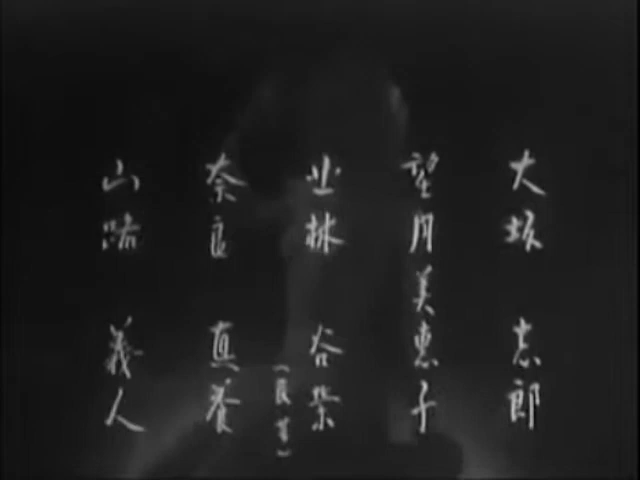 大坂 志郎
望月美惠子
北林 谷栄
(民芸)
奈良 真養
山路 義人